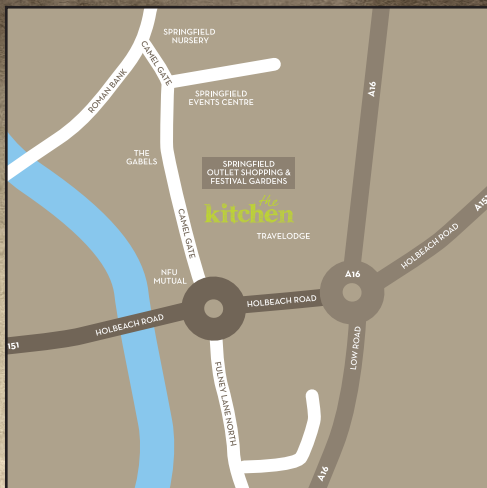 SPRINGFIELD
NURSERY
CAMEL GATE
ROMAN BANK
SPRINGFIELD
EVENTS CENTRE
A16
THE
GABELS
SPRINGFIELD
OUTLET SHOPPING &
FESTIVAL GARDENS
the
kitchen
TRAVELODGE
CAMEL GATE
A151
HOLBEACH ROAD
NFU
MUTUAL
A16
HOLBEACH ROAD
HOLBEACH ROAD
151
LOW ROAD
FULNEY LANE NORTH
A16